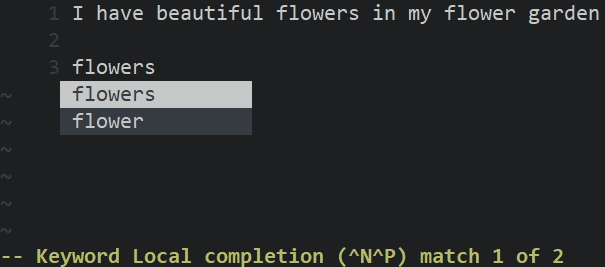 1 I have beautiful flowers in my flower garden
2
3 flowers
~ flowers
~ flower
~
~
~
~
-- Keyword Local completion (^N^P) match 1 of 2